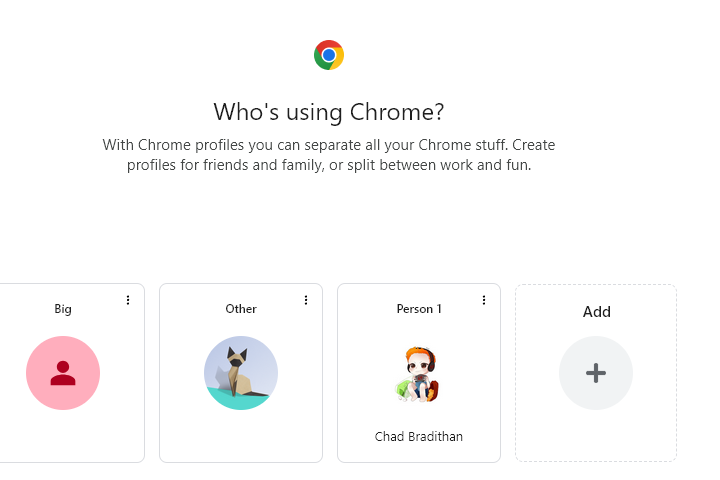 Who's using Chrome?
With Chrome profiles you can separate all your Chrome stuff. Create
profiles for friends and family, or split between work and fun.
Big
Other
Person 1
Add
Chad Bradithan